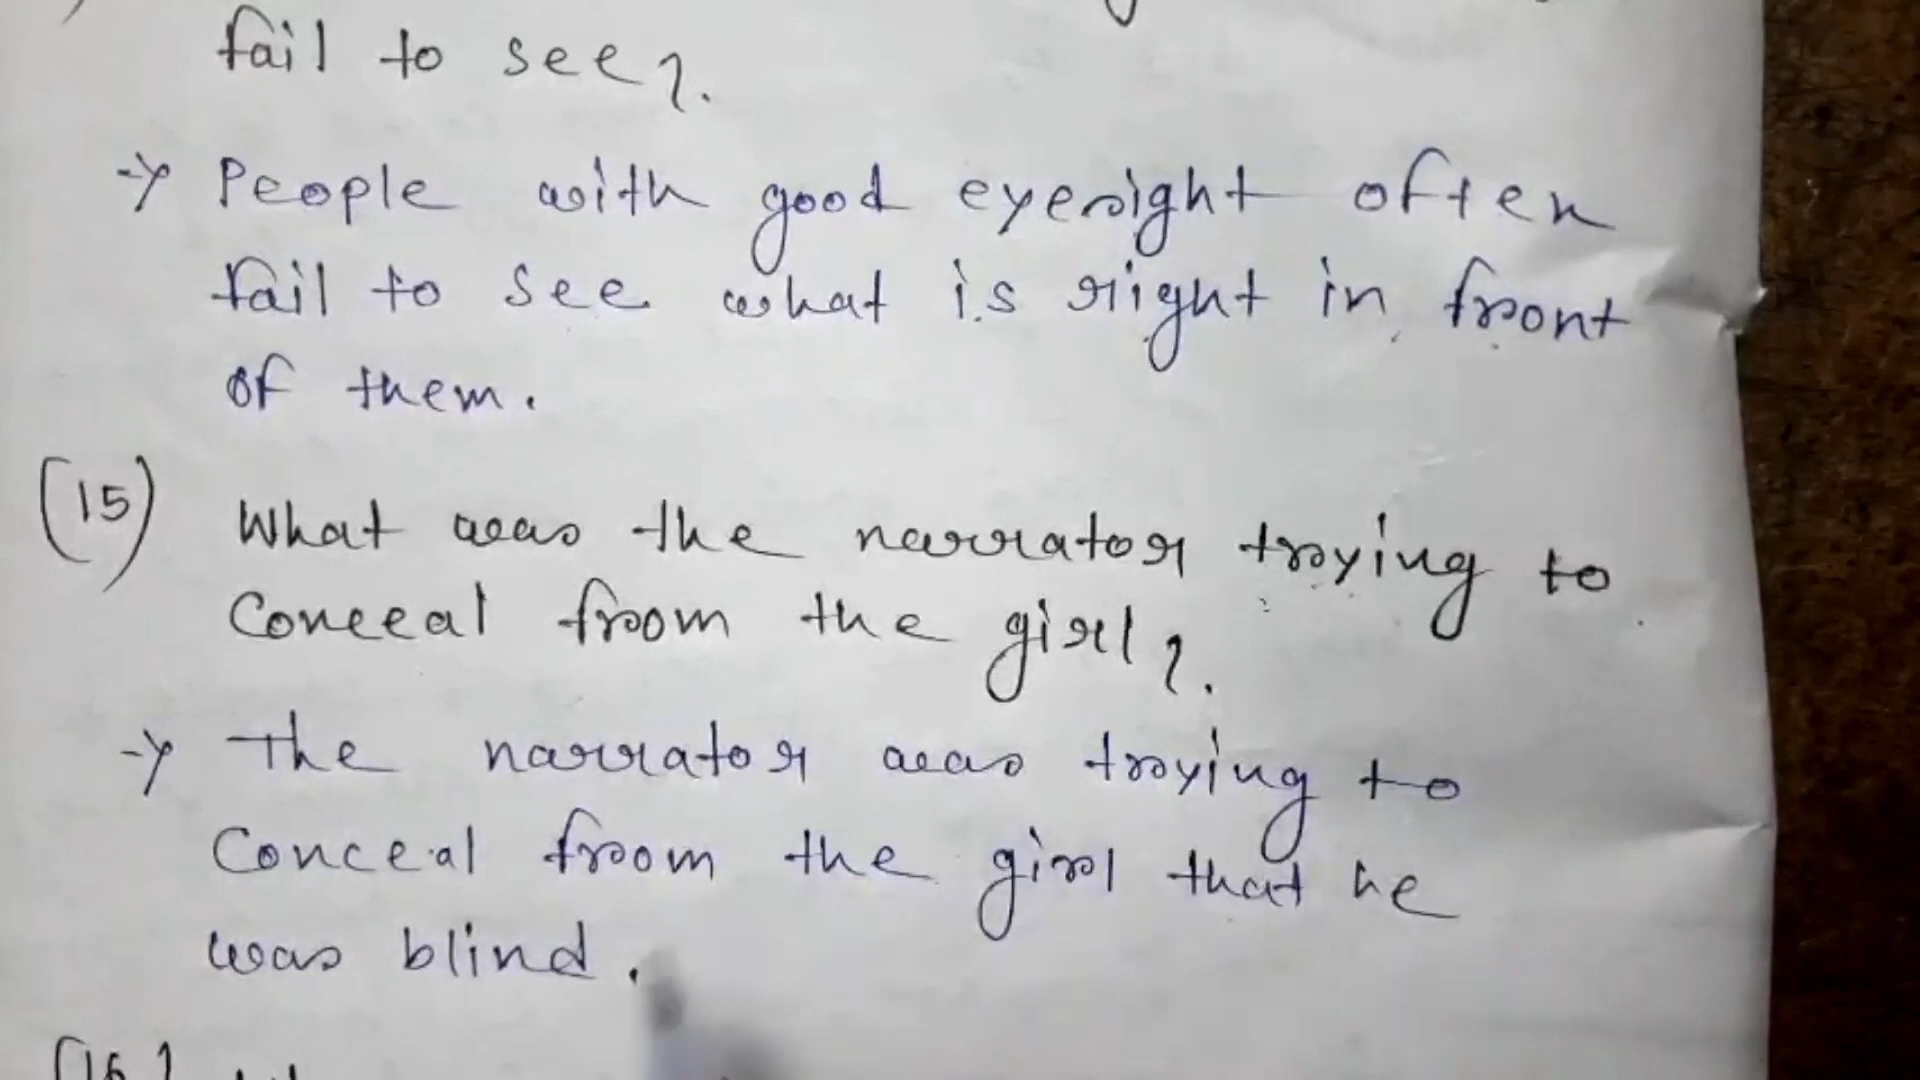 fail to see?
→ People with good eyesight often
fail to see what is right in front
of them.
(15) What was the narrator trying to
Conceal from the girl?
→ The narrator was trying to
Conceal from the girl that he
was blind.
(16)